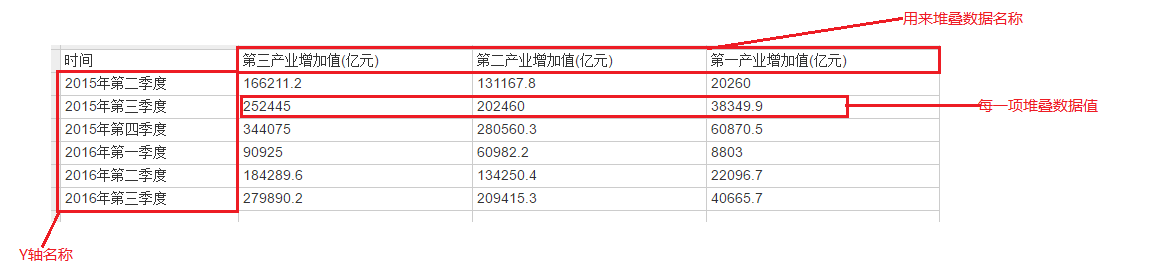 用来堆叠数据名称
时间 第三产业增加值(亿元) 第二产业增加值(亿元) 第一产业增加值(亿元)
2015年第二季度 166211.2 131167.8 20260
2015年第三季度 252445 202460 38349.9 每一项堆叠数据值
2015年第四季度 344075 280560.3 60870.5
2016年第一季度 90925 60982.2 8803
2016年第二季度 184289.6 134250.4 22096.7
2016年第三季度 279890.2 209415.3 40665.7
Y轴名称